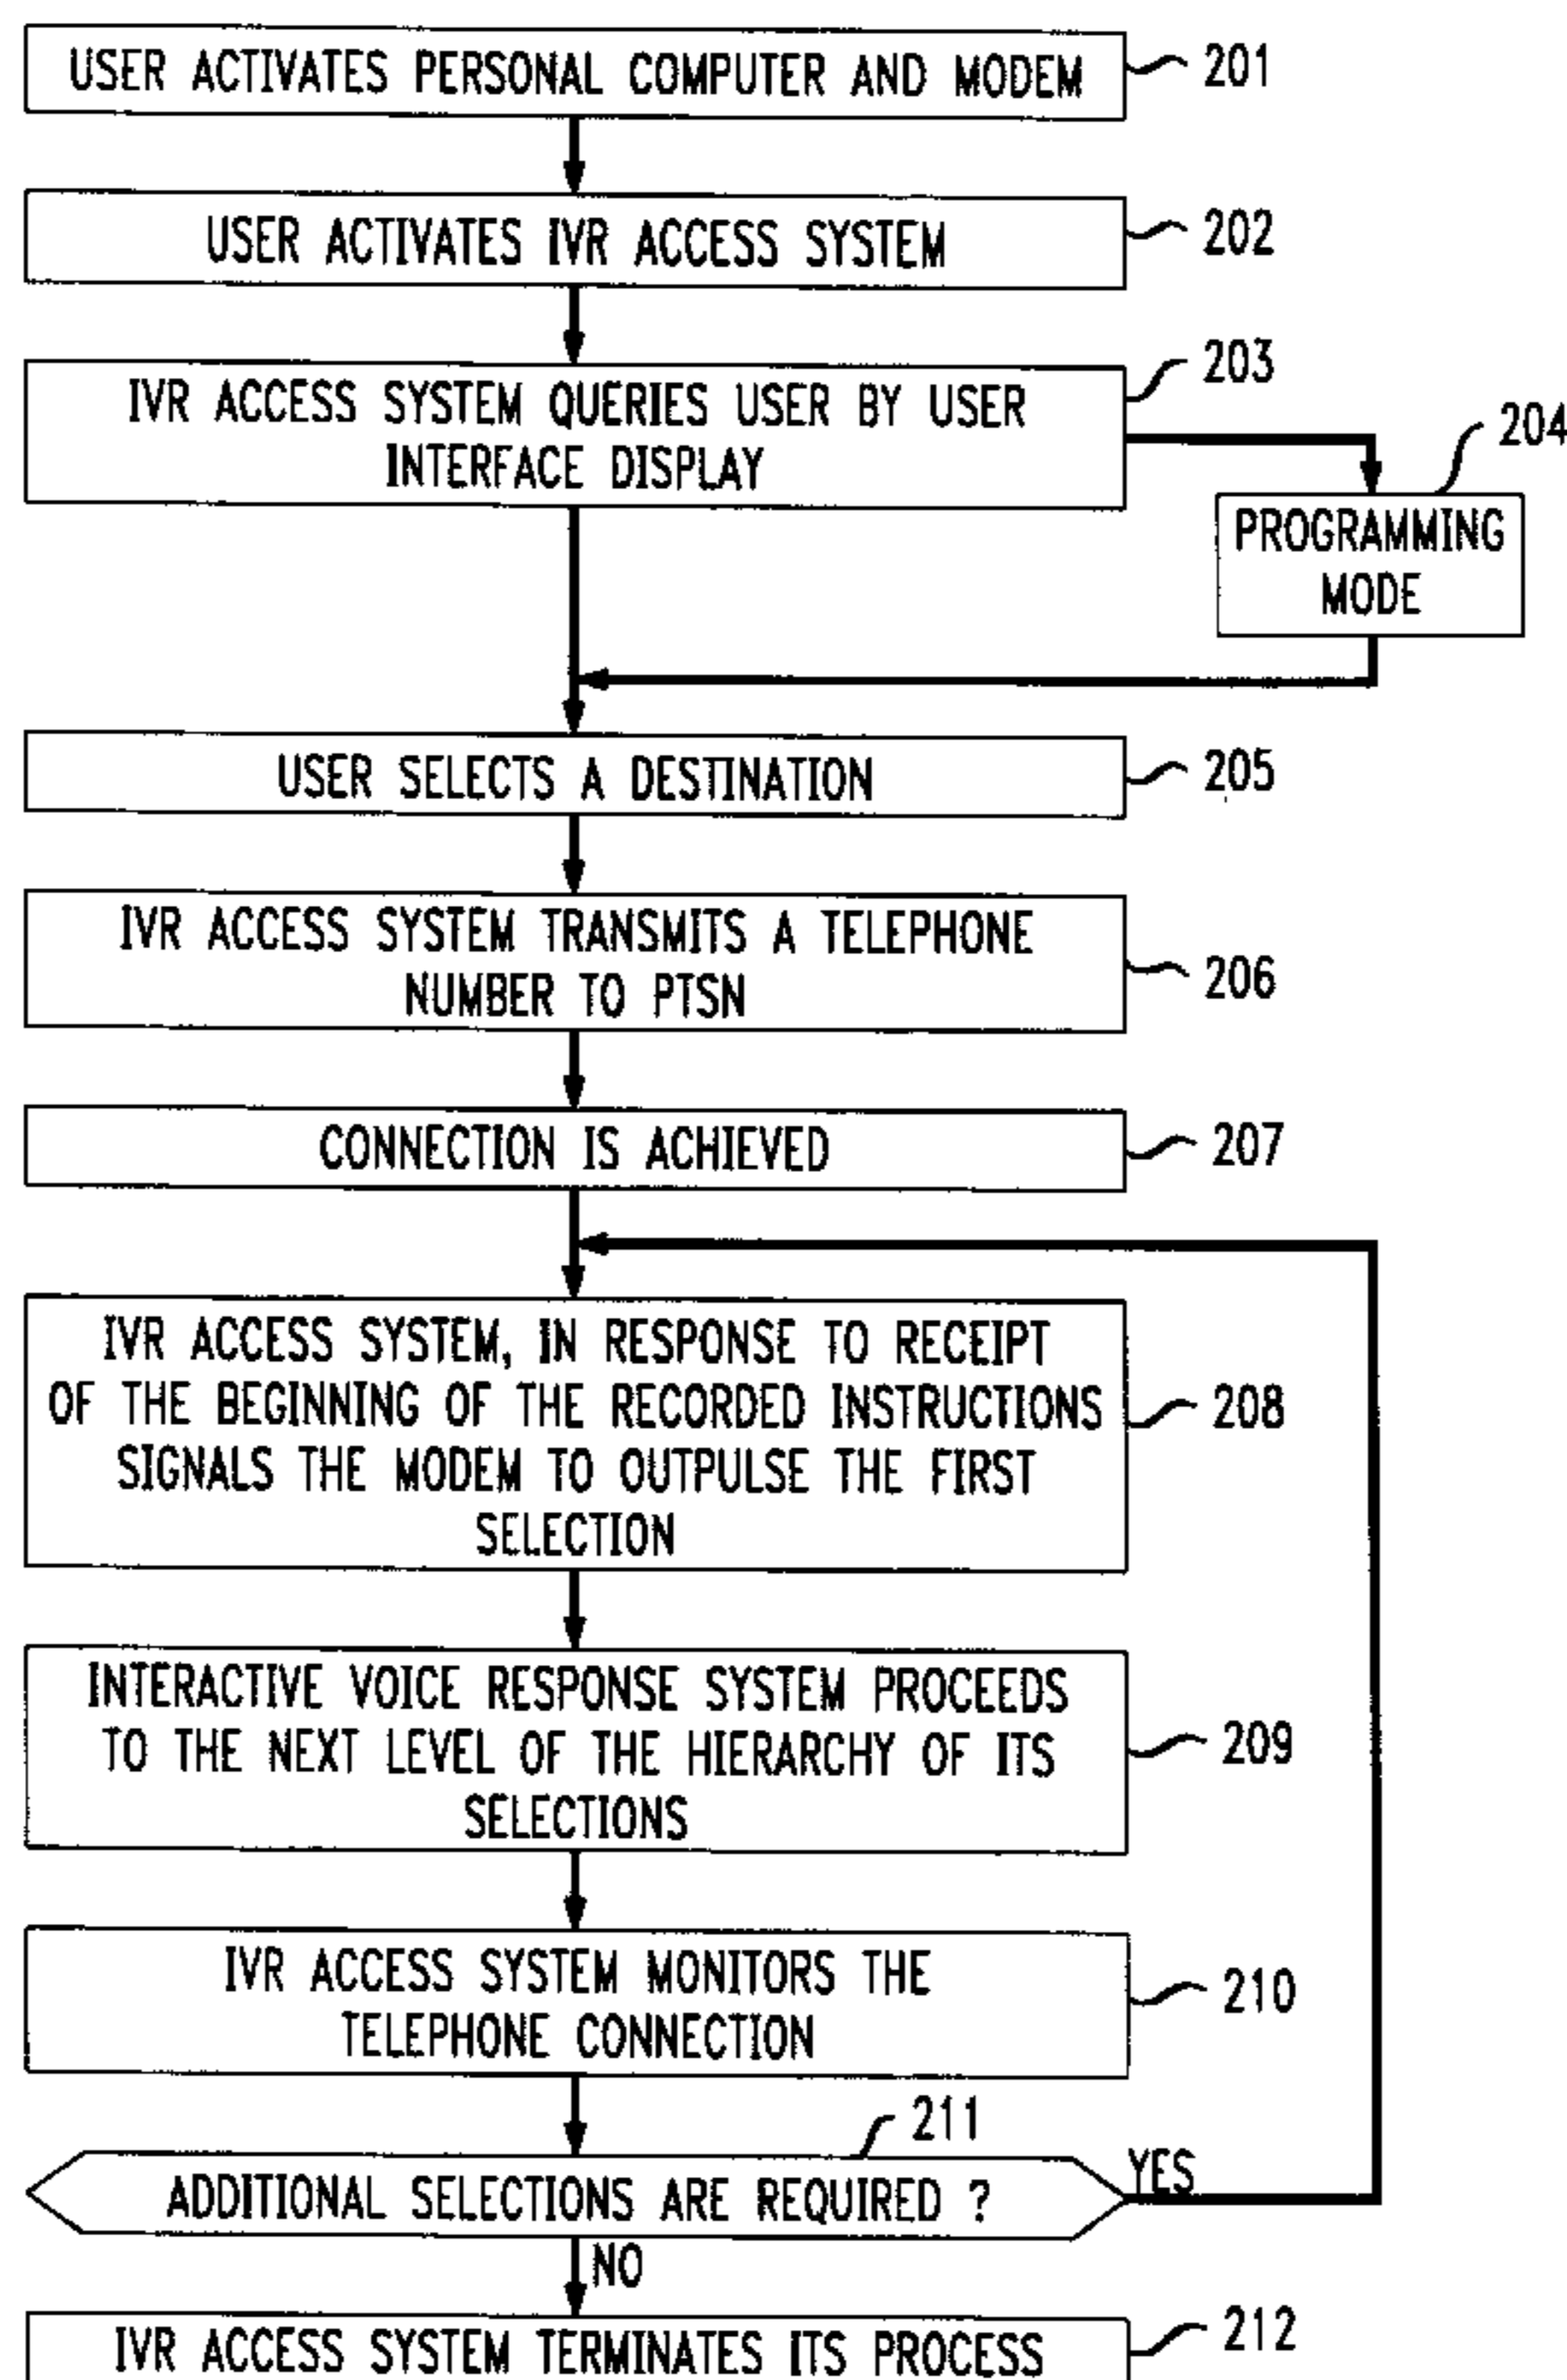 USER ACTIVATES PERSONAL COMPUTER AND MODEM
201
USER ACTIVATES IVR ACCESS SYSTEM
202
IVR ACCESS SYSTEM QUERIES USER BY USER
INTERFACE DISPLAY
203
204
PROGRAMMING
MODE
USER SELECTS A DESTINATION
205
IVR ACCESS SYSTEM TRANSMITS A TELEPHONE
NUMBER TO PTSN
206
CONNECTION IS ACHIEVED
207
IVR ACCESS SYSTEM, IN RESPONSE TO RECEIPT
OF THE BEGINNING OF THE RECORDED INSTRUCTIONS
SIGNALS THE MODEM TO OUTPULSE THE FIRST
SELECTION
208
INTERACTIVE VOICE RESPONSE SYSTEM PROCEEDS
TO THE NEXT LEVEL OF THE HIERARCHY OF ITS
SELECTIONS
209
IVR ACCESS SYSTEM MONITORS THE
TELEPHONE CONNECTION
210
211
ADDITIONAL SELECTIONS ARE REQUIRED ?
YES
NO
IVR ACCESS SYSTEM TERMINATES ITS PROCESS
212